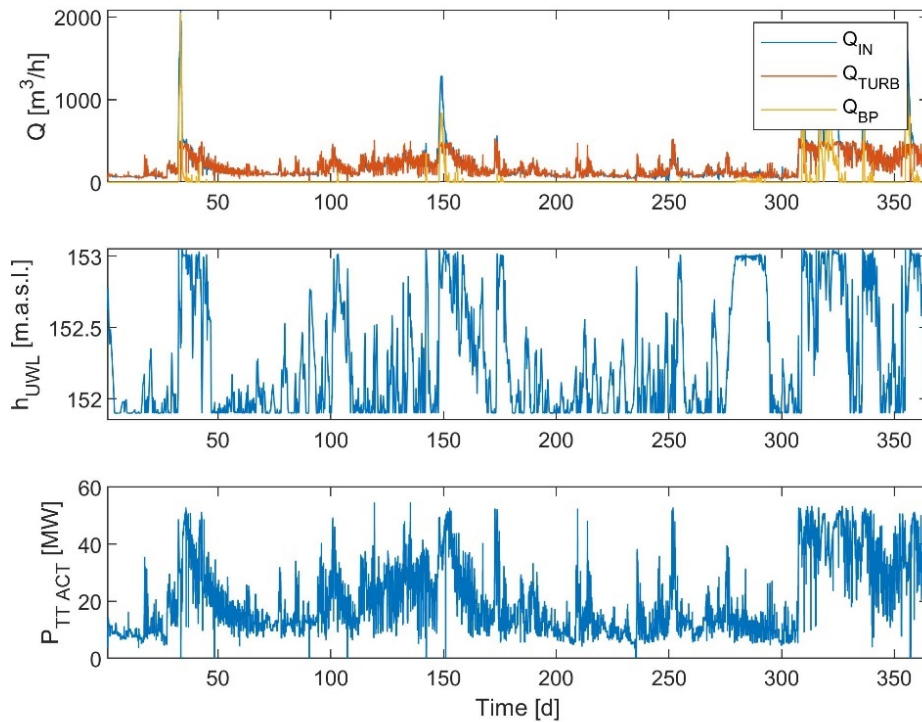 2000
1000
0
Q [m³/h]
Q_IN
Q_TURB
Q_BP
50 100 150 200 250 300 350
153
152.5
152
h_UWL [m.a.s.l.]
50 100 150 200 250 300 350
60
40
20
0
P_TT ACT [MW]
50 100 150 200 250 300 350
Time [d]